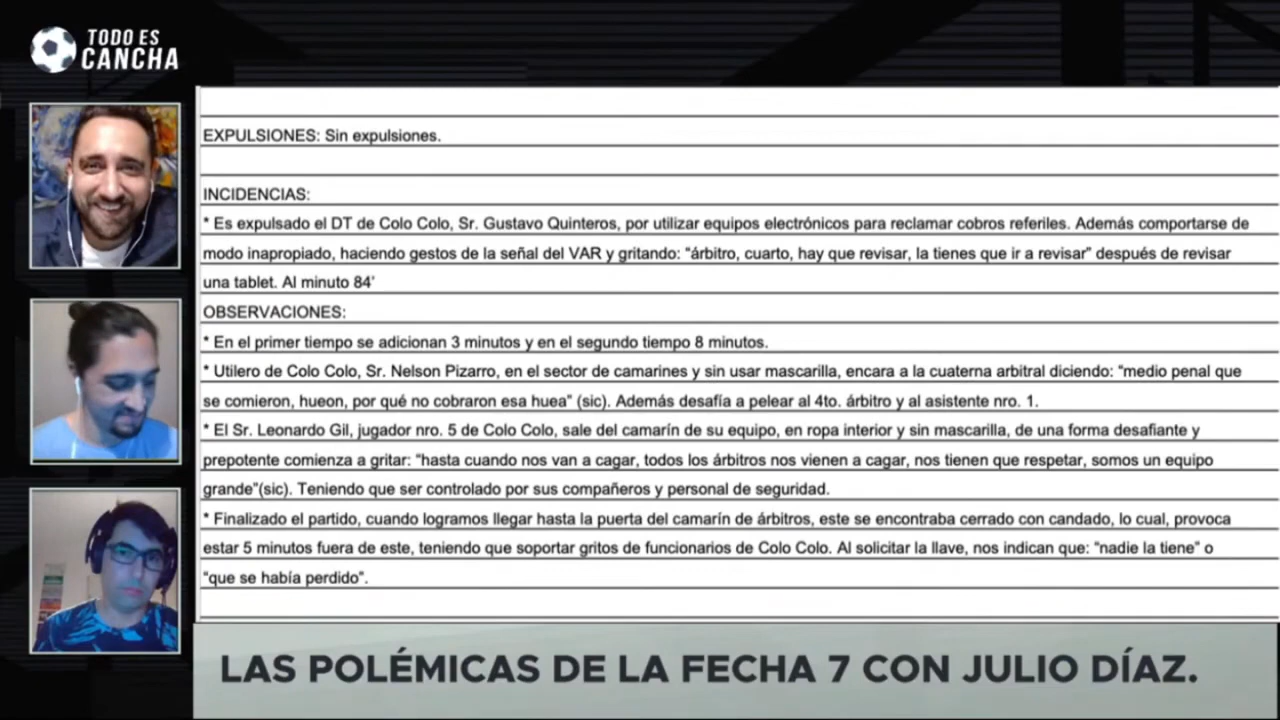 TODO ES
CANCHA
EXPULSIONES: Sin expulsiones.
INCIDENCIAS:
* Es expulsado el DT de Colo Colo, Sr. Gustavo Quinteros, por utilizar equipos electrónicos para reclamar cobros referiles. Además comportarse de
modo inapropiado, haciendo gestos de la señal del VAR y gritando: "árbitro, cuarto, hay que revisar, la tienes que ir a revisar" después de revisar
una tablet. Al minuto 84'
OBSERVACIONES:
* En el primer tiempo se adicionan 3 minutos y en el segundo tiempo 8 minutos.
* Utilero de Colo Colo, Sr. Nelson Pizarro, en el sector de camarines y sin usar mascarilla, encara a la cuaterna arbitral diciendo: "medio penal que
se comieron, hueon, por qué no cobraron esa huea" (sic). Además desafía a pelear al 4to. árbitro y al asistente nro. 1.
* El Sr. Leonardo Gil, jugador nro. 5 de Colo Colo, sale del camarín de su equipo, en ropa interior y sin mascarilla, de una forma desafiante y
prepotente comienza a gritar: "hasta cuando nos van a cagar, todos los árbitros nos vienen a cagar, nos tienen que respetar, somos un equipo
grande"(sic). Teniendo que ser controlado por sus compañeros y personal de seguridad.
* Finalizado el partido, cuando logramos llegar hasta la puerta del camarín de árbitros, este se encontraba cerrado con candado, lo cual, provoca
estar 5 minutos fuera de este, teniendo que soportar gritos de funcionarios de Colo Colo. Al solicitar la llave, nos indican que: "nadie la tiene" o
"que se había perdido".
LAS POLÉMICAS DE LA FECHA 7 CON JULIO DÍAZ.